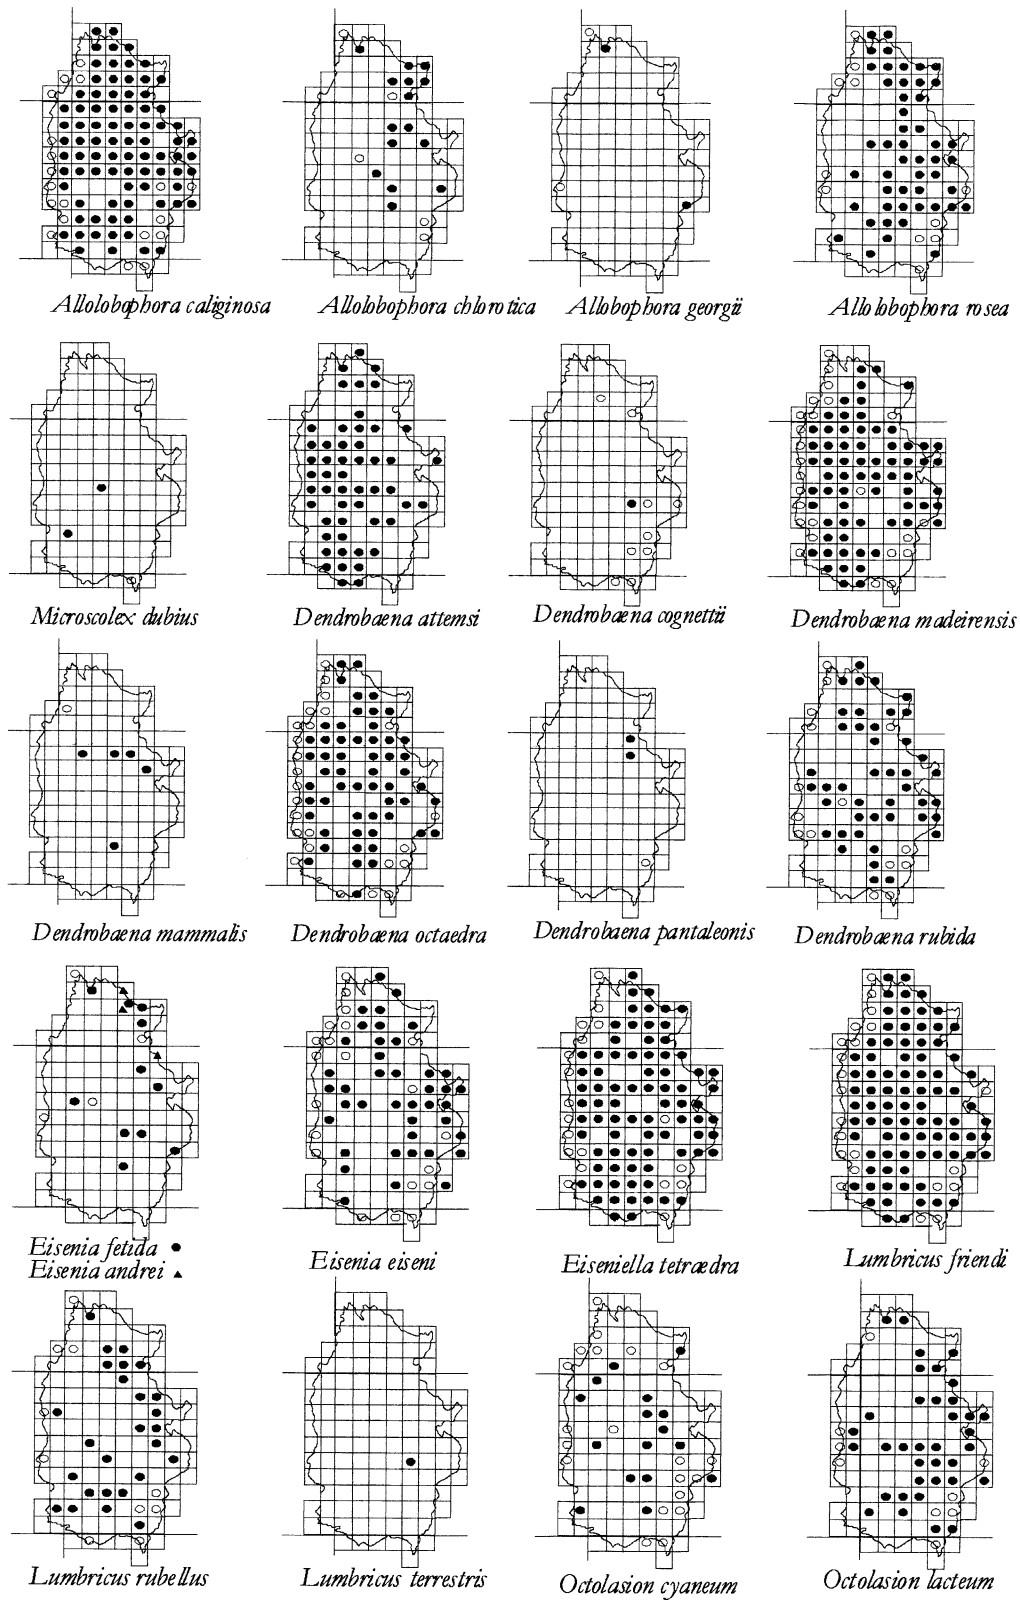 Allolobophora caliginosa
Allolobophora chlorotica
Allobophora georgii
Allolobophora rosea
Microscolex dubius
Dendrobaena attemsi
Dendrobaena cognettii
Dendrobaena madeirensis
Dendrobaena mammalis
Dendrobaena octaedra
Dendrobaena pantaleonis
Dendrobaena rubida
Eisenia fetida ●
Eisenia andrei ▲
Eisenia eiseni
Eiseniella tetraedra
Lumbricus friendi
Lumbricus rubellus
Lumbricus terrestris
Octolasion cyaneum
Octolasion lacteum